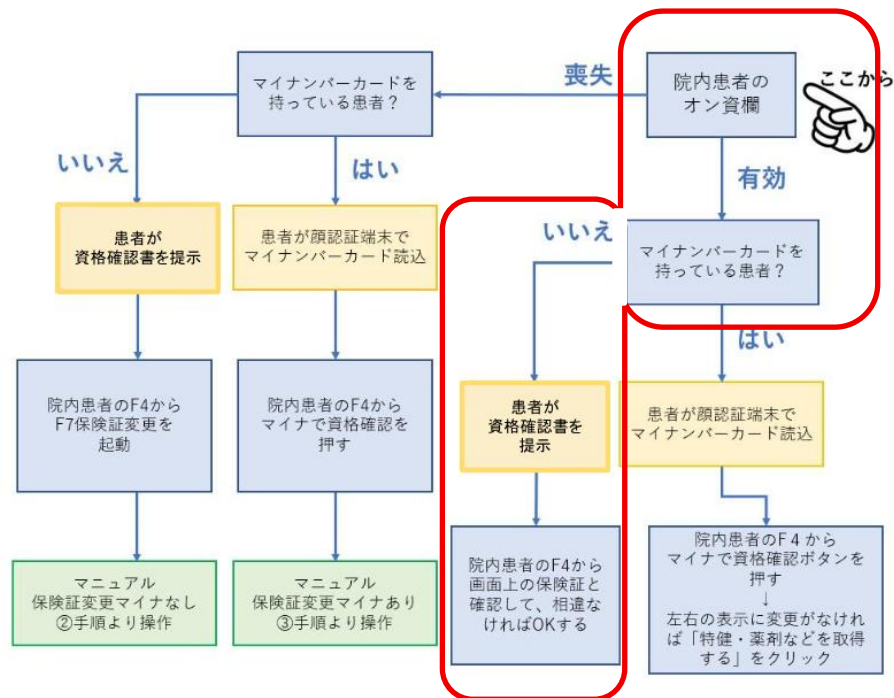 院内患者の
オン資欄
ここから
喪失
マイナンバーカードを
持っている患者？
いいえ
はい
有効
患者が
資格確認書を提示
患者が顔認証端末で
マイナンバーカード読込
いいえ
マイナンバーカードを
持っている患者？
はい
院内患者のF4から
F7保険証変更を
起動
院内患者のF4から
マイナで資格確認を
押す
患者が
資格確認書を
提示
患者が顔認証端末で
マイナンバーカード読込
マニュアル
保険証変更マイナなし
②手順より操作
マニュアル
保険証変更マイナあり
③手順より操作
院内患者のF4から
画面上の保険証と
確認して、相違な
ければOKする
院内患者のF４から
マイナで資格確認ボタンを
押す
↓
左右の表示に変更がなけれ
ば「特健・薬剤などを取得
する」をクリック